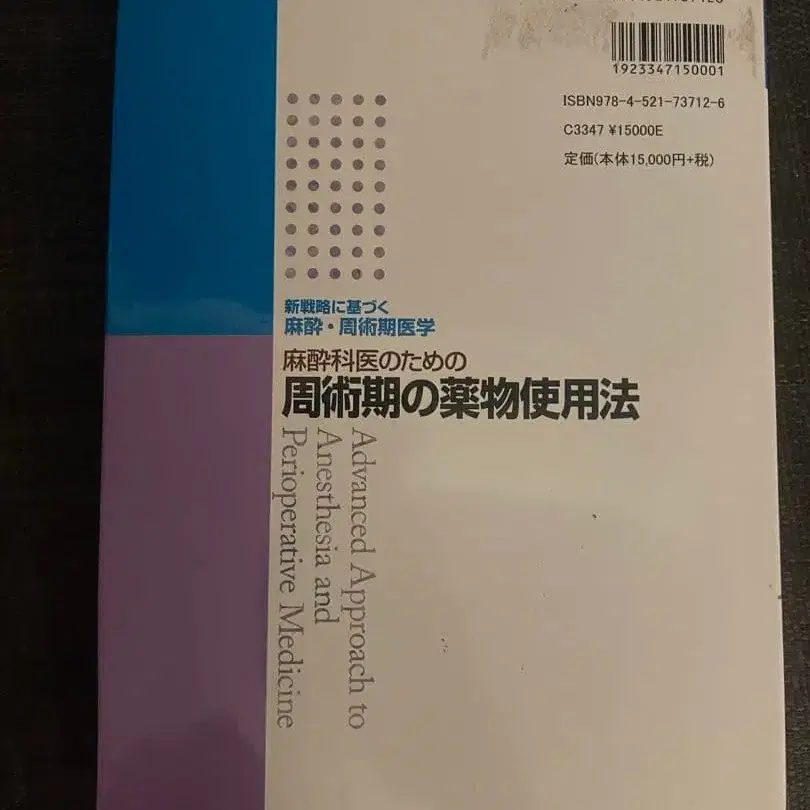 1923347150001
ISBN978-4-521-73712-6
C3347 ¥15000E
定価(本体15,000円+税)
新戦略に基づく
麻酔・周術期医学
麻酔科医のための
周術期の薬物使用法
Advanced Approach to
Anesthesia and
Perioperative Medicine